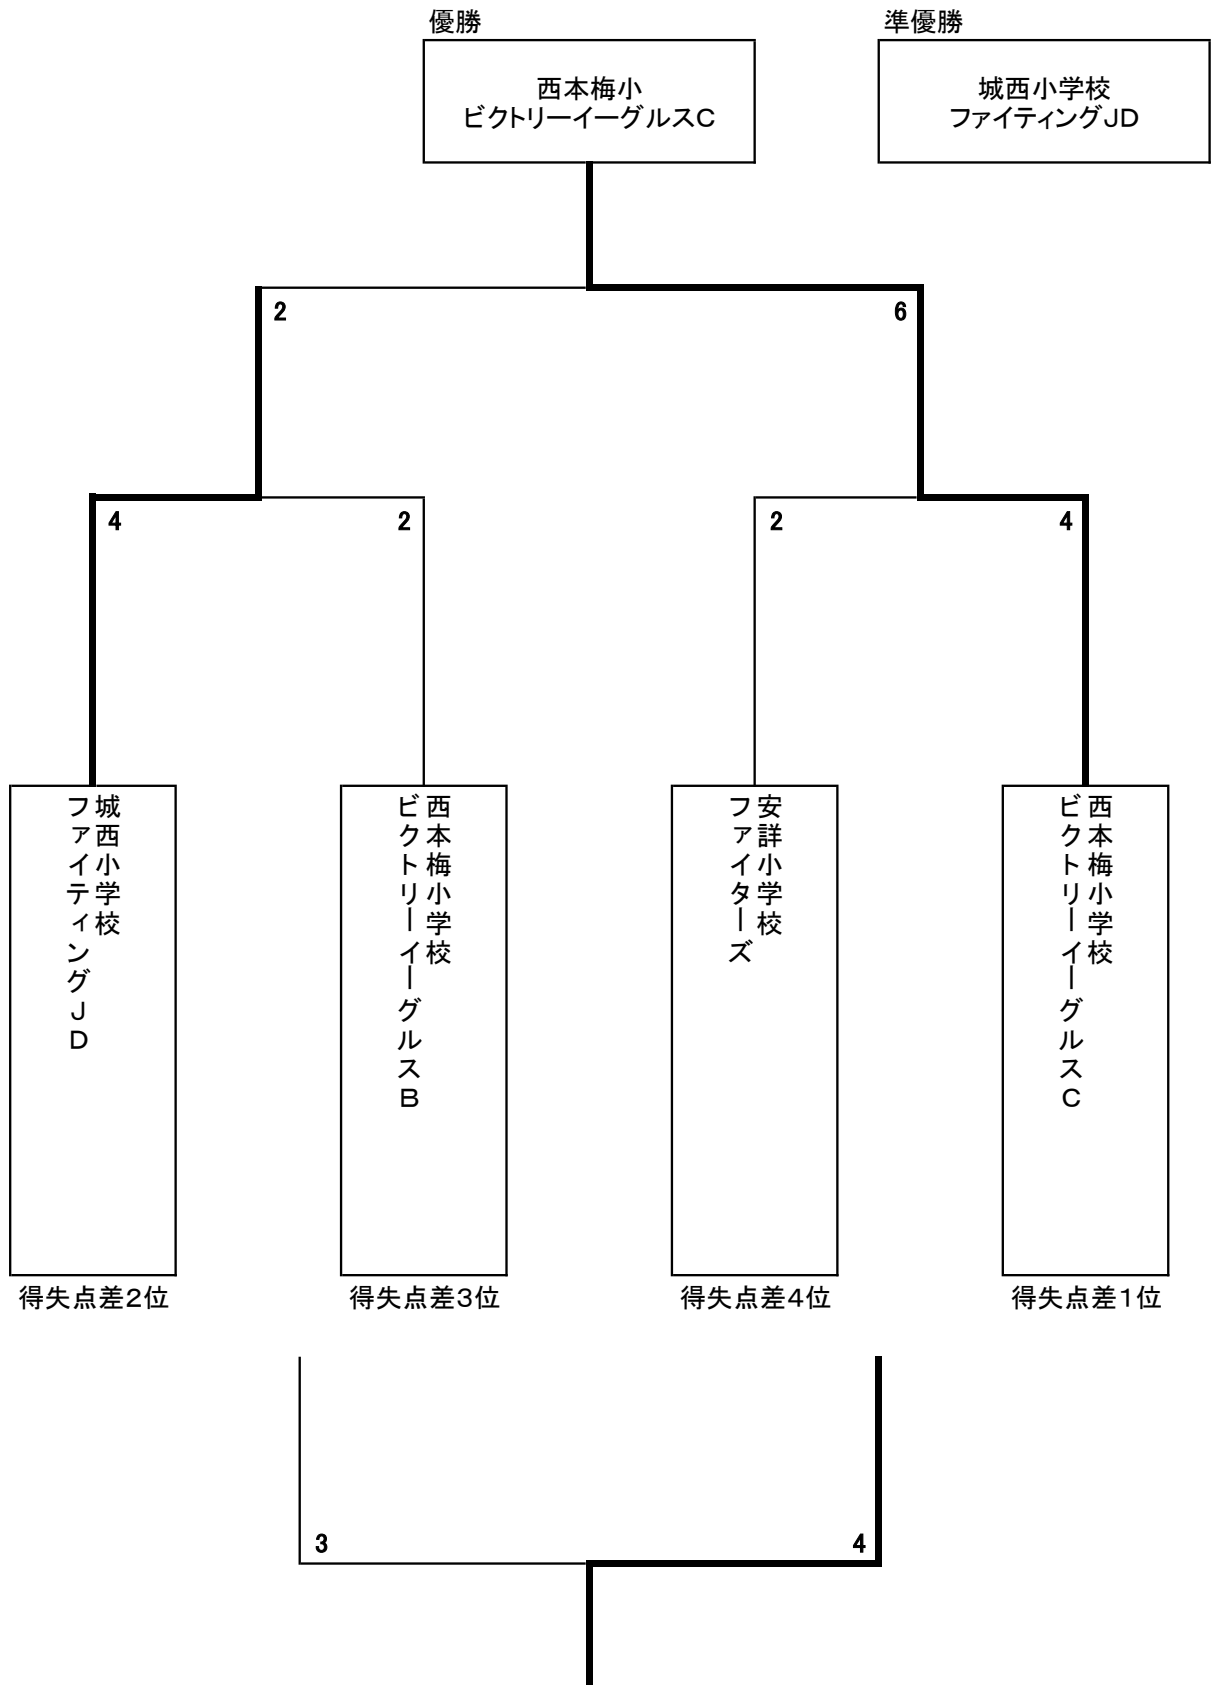 優勝
準優勝
西本梅小
ビクトリーイーグルスC
城西小学校
ファイティングJD
2
6
4
2
2
4
城西小学校
ファイティングJD
西本梅小学校
ビクトリーイーグルスB
安詳小学校
ファイターズ
西本梅小学校
ビクトリーイーグルスC
得失点差2位
得失点差3位
得失点差4位
得失点差1位
3
4